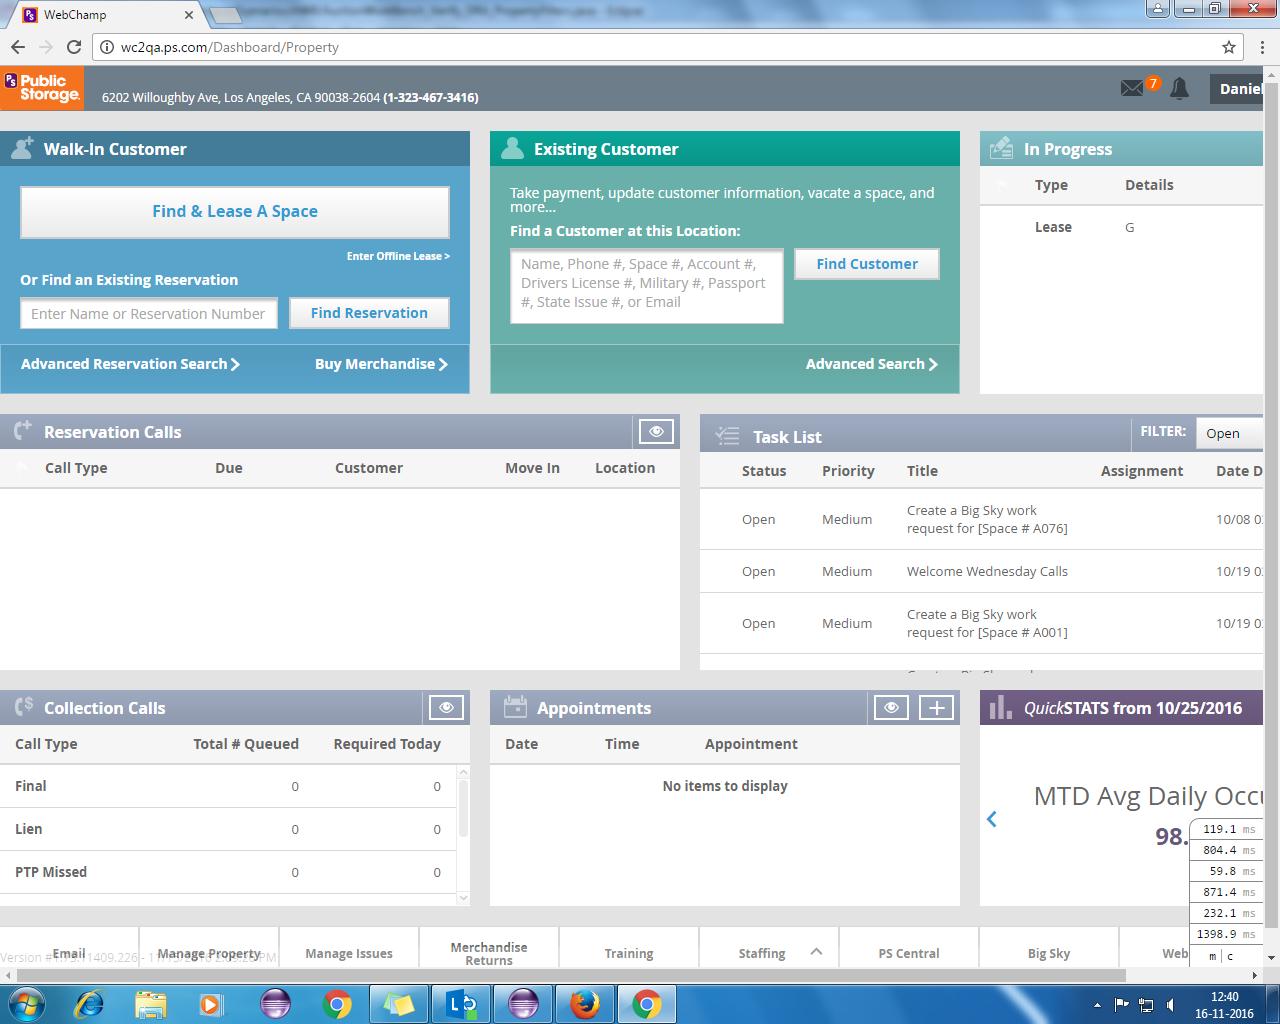 WebChamp
wc2qa.ps.com/Dashboard/Property
PS Public Storage
6202 Willoughby Ave, Los Angeles, CA 90038-2604 (1-323-467-3416)
7
Daniel
Walk-In Customer
Find & Lease A Space
Enter Offline Lease >
Or Find an Existing Reservation
Enter Name or Reservation Number
Find Reservation
Advanced Reservation Search
Buy Merchandise
Existing Customer
Take payment, update customer information, vacate a space, and
more...
Find a Customer at this Location:
Name, Phone #, Space #, Account #,
Drivers License #, Military #, Passport
#, State Issue #, or Email
Find Customer
Advanced Search
In Progress
Type Details
Lease G
Reservation Calls
Call Type Due Customer Move In Location
Task List
FILTER: Open
Status Priority Title Assignment Date D
Open Medium Create a Big Sky work
request for [Space # A076] 10/08 0
Open Medium Welcome Wednesday Calls 10/19 0
Open Medium Create a Big Sky work
request for [Space # A001] 10/19 0
Collection Calls
Call Type Total # Queued Required Today
Final 0 0
Lien 0 0
PTP Missed 0 0
Appointments
Date Time Appointment
No items to display
QuickSTATS from 10/25/2016
MTD Avg Daily Occu
98.
119.1 ms
804.4 ms
59.8 ms
871.4 ms
232.1 ms
1398.9 ms
m | c
Email
Manage Property
Manage Issues
Merchandise
Returns
Training
Staffing
PS Central
Big Sky
Web
12:40
16-11-2016